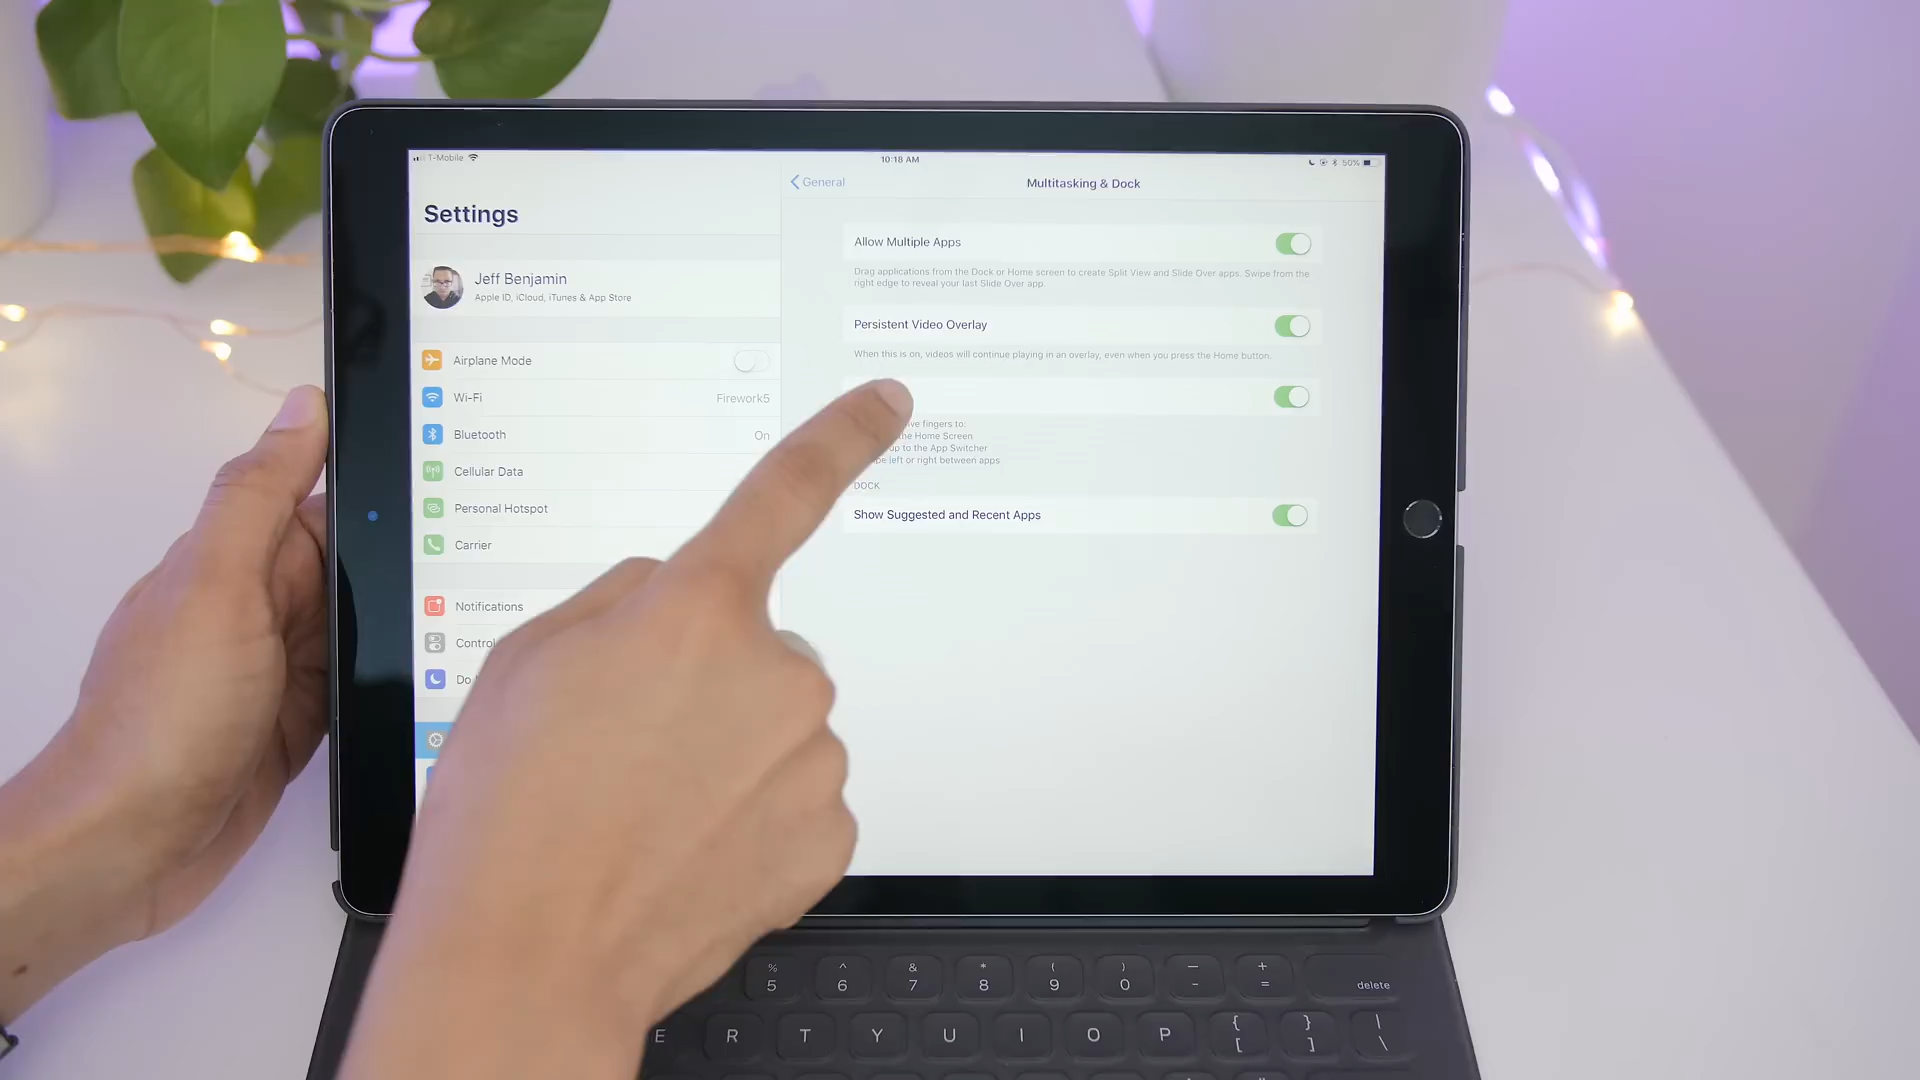 T-Mobile
10:18 AM
50%
Settings
General
Multitasking & Dock
Jeff Benjamin
Apple ID, iCloud, iTunes & App Store
Airplane Mode
Wi-Fi
Firework5
Bluetooth
On
Cellular Data
Personal Hotspot
Carrier
Notifications
Control
Do
Allow Multiple Apps
Drag applications from the Dock or Home screen to create Split View and Slide Over apps. Swipe from the
right edge to reveal your last Slide Over app.
Persistent Video Overlay
When this is on, videos will continue playing in an overlay, even when you press the Home button.
fingers to:
the Home Screen
up to the App Switcher
left or right between apps
DOCK
Show Suggested and Recent Apps
% ^ & * ( ) – +
5 6 7 8 9 0 - = delete
E R T Y U I O P { [ } ] | \